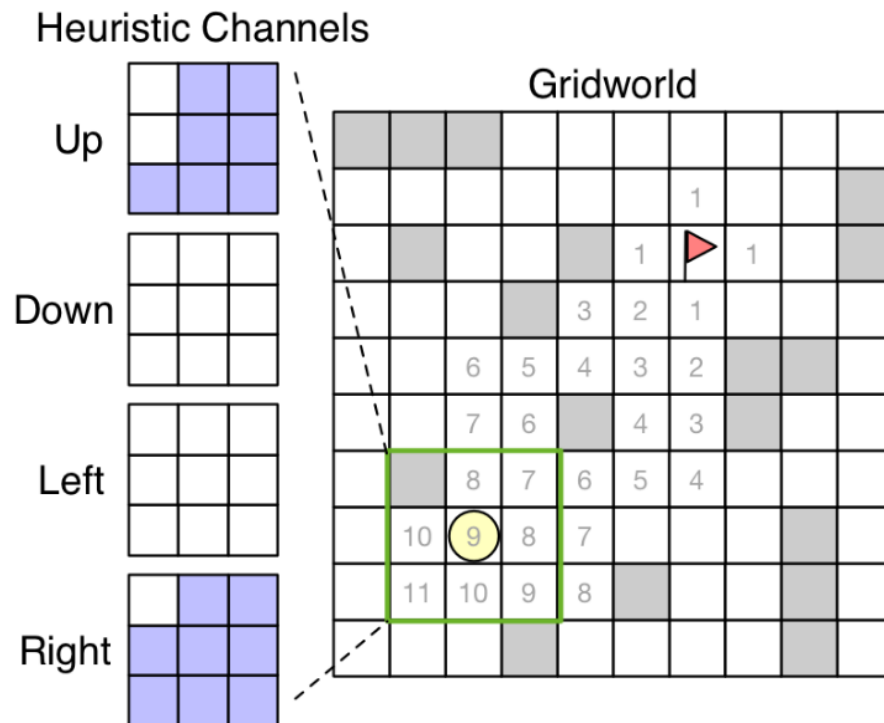 Heuristic Channels
Up
Down
Left
Right
Gridworld
1
1 1
3 2 1
6 5 4 3 2
7 6 4 3
8 7 6 5 4
10 9 8 7
11 10 9 8